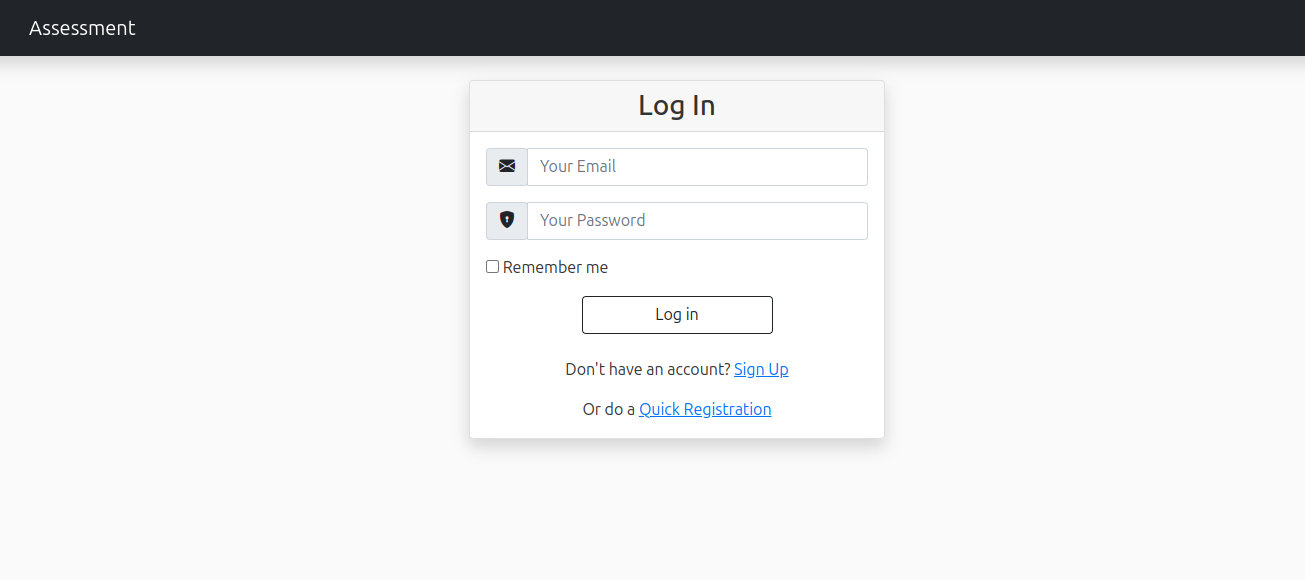 Assessment
Log In
Your Email
Your Password
Remember me
Log in
Don't have an account? Sign Up
Or do a Quick Registration